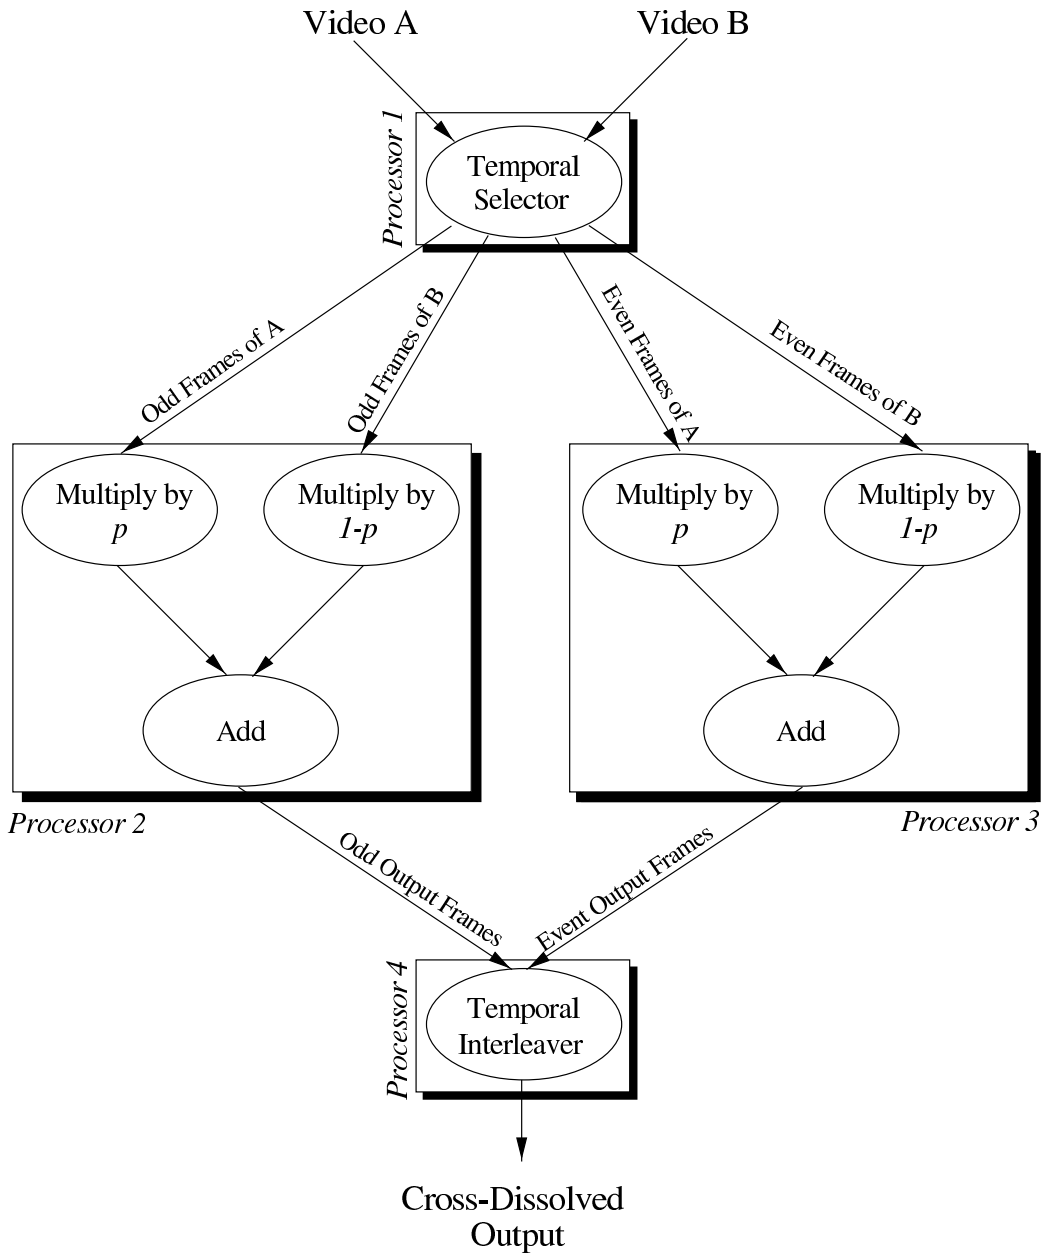 Video A
Video B
Processor 1
Temporal
Selector
Odd Frames of A
Odd Frames of B
Even Frames of A
Even Frames of B
Multiply by
p
Multiply by
1-p
Multiply by
p
Multiply by
1-p
Add
Add
Processor 2
Processor 3
Odd Output Frames
Event Output Frames
Processor 4
Temporal
Interleaver
Cross-Dissolved
Output